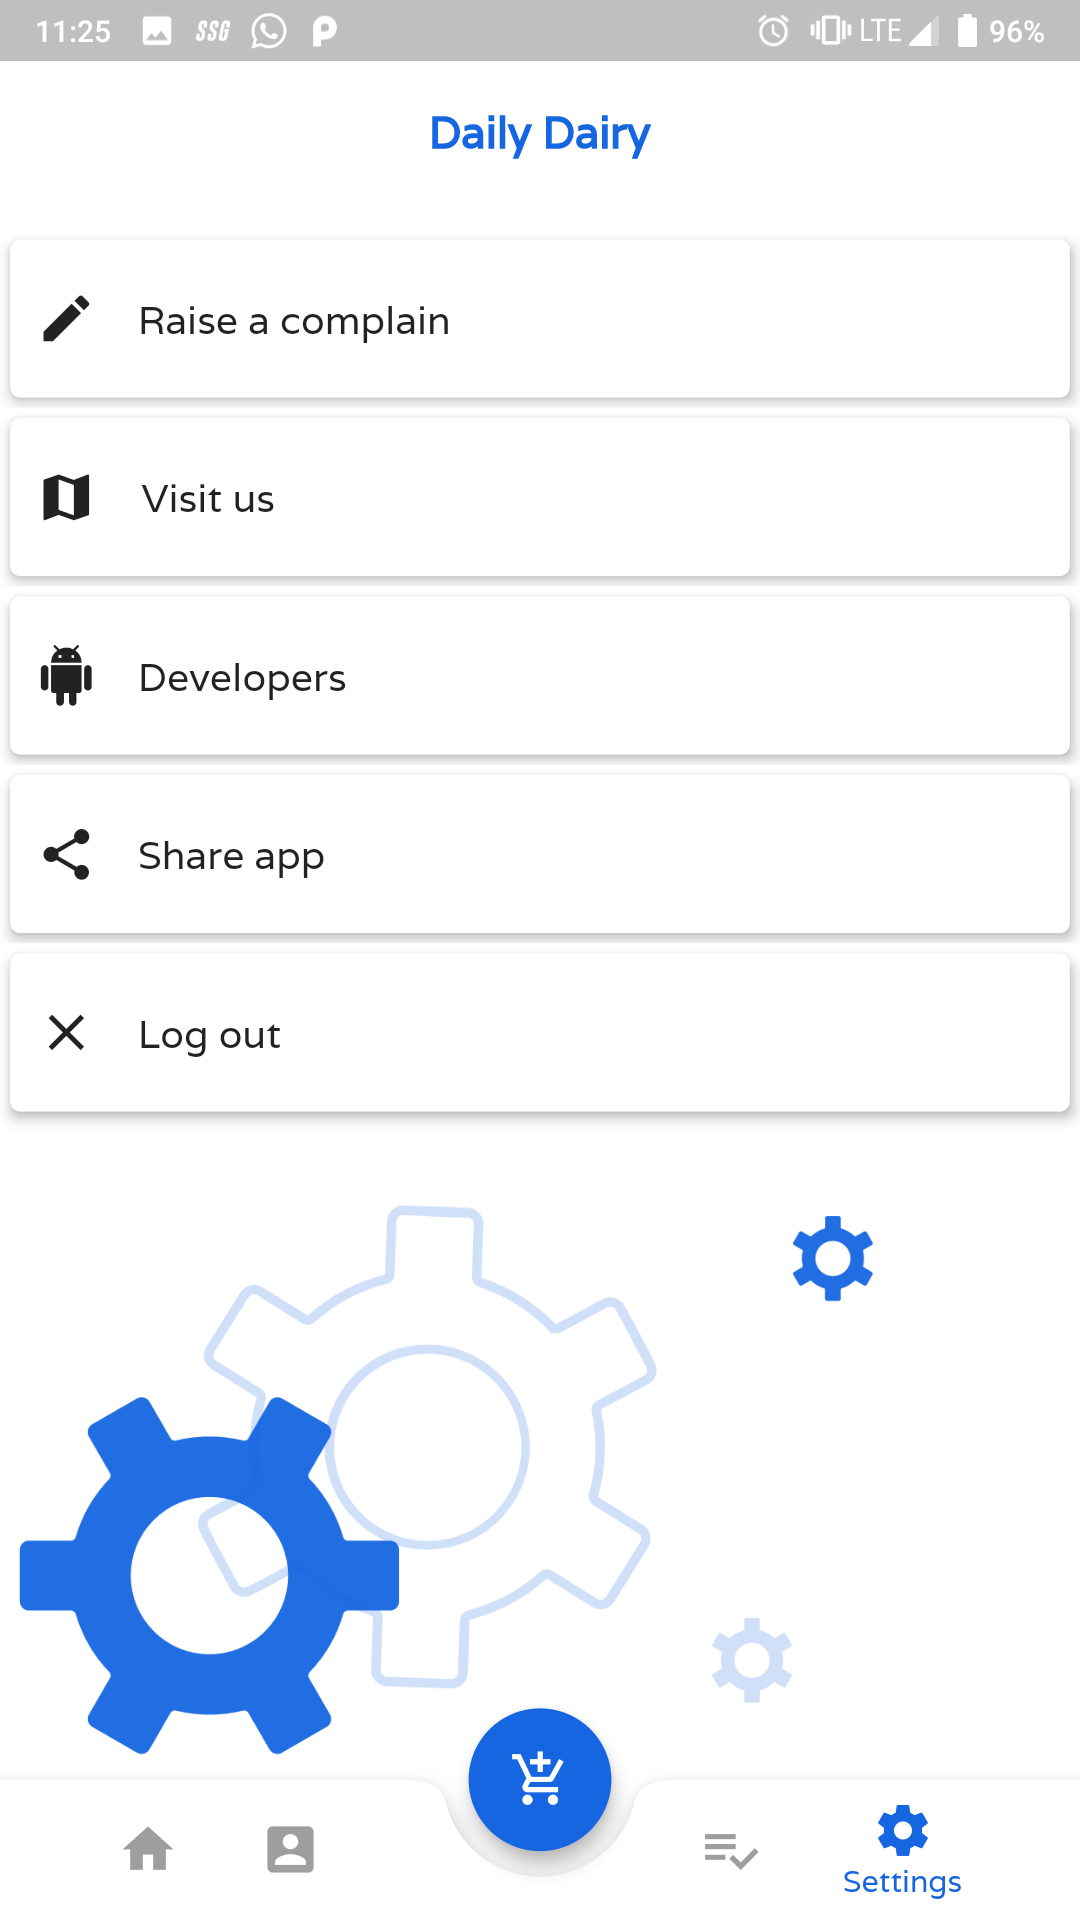 11:25 SSG LTE 96%
Daily Dairy
Raise a complain
Visit us
Developers
Share app
Log out
Settings